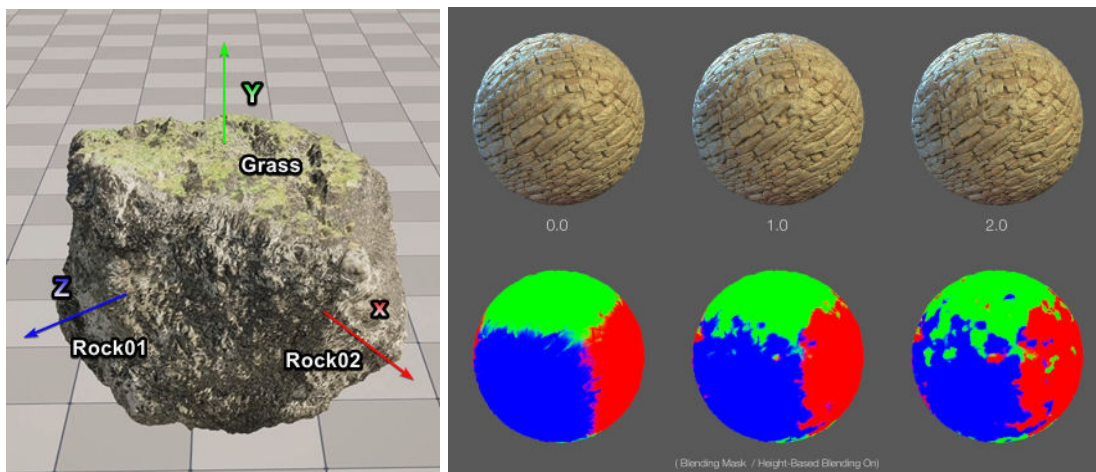 Y
Grass
Z
X
Rock01
Rock02
0.0 1.0 2.0
( Blending Mask / Height-Based Blending On)